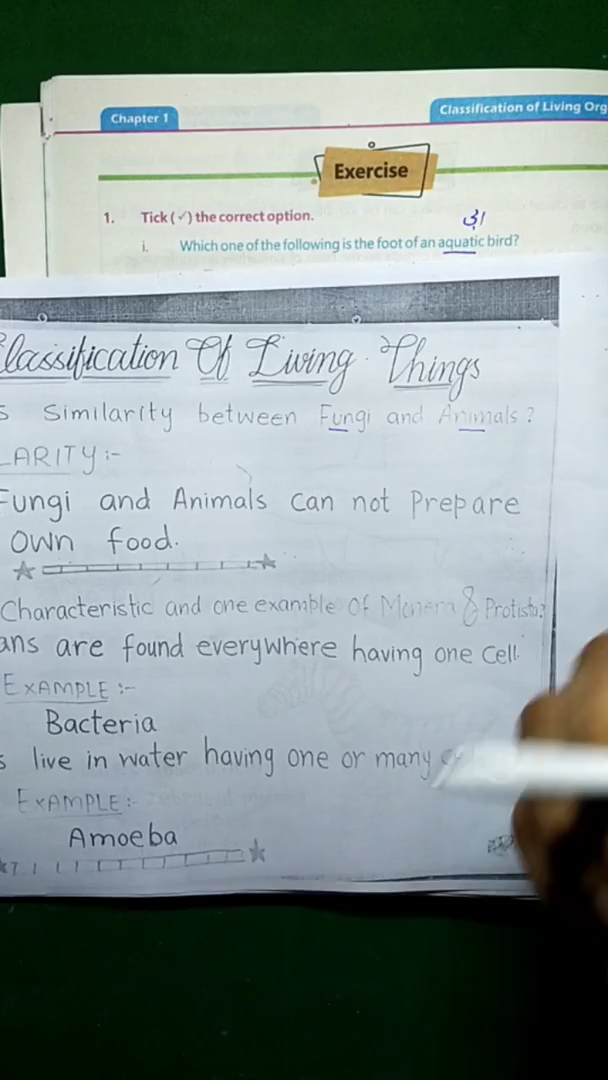 Chapter 1
Classification of Living Org
Exercise
1. Tick (✓) the correct option.
i. Which one of the following is the foot of an aquatic bird?
lassification Of Living Things
s Similarity between Fungi and Animals?
LARITY:-
Fungi and Animals can not Prepare
own food.
Characteristic and one example of Monera & Protista?
ans are found everywhere having one cell.
EXAMPLE:-
Bacteria
s live in water having one or many
EXAMPLE:-
Amoeba